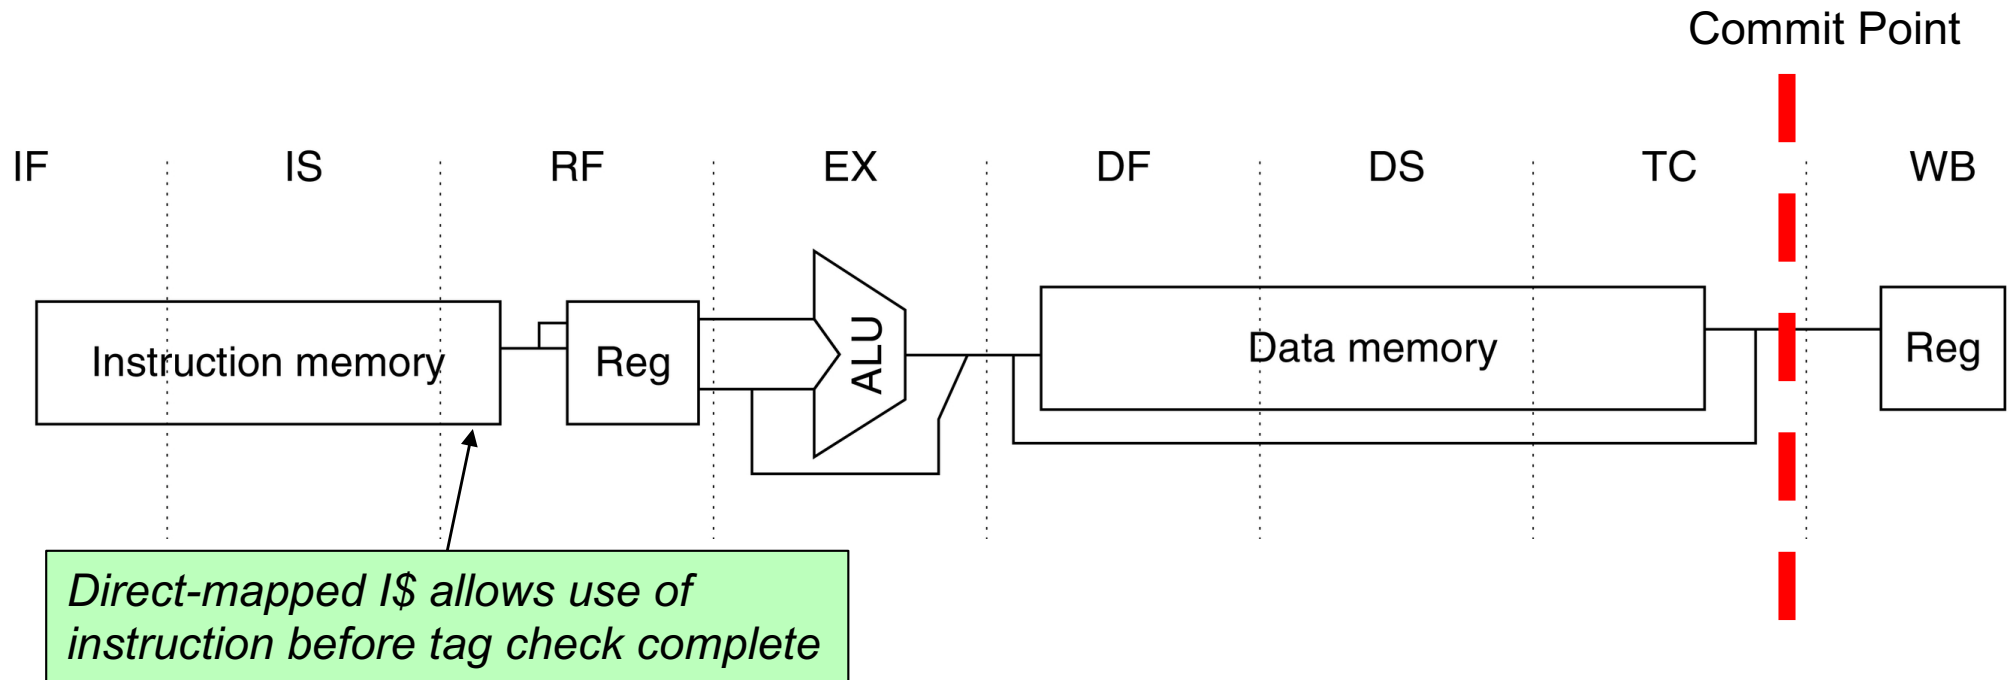 Commit Point
IF IS RF EX DF DS TC WB
Instruction memory Reg ALU Data memory Reg
Direct-mapped I$ allows use of
instruction before tag check complete